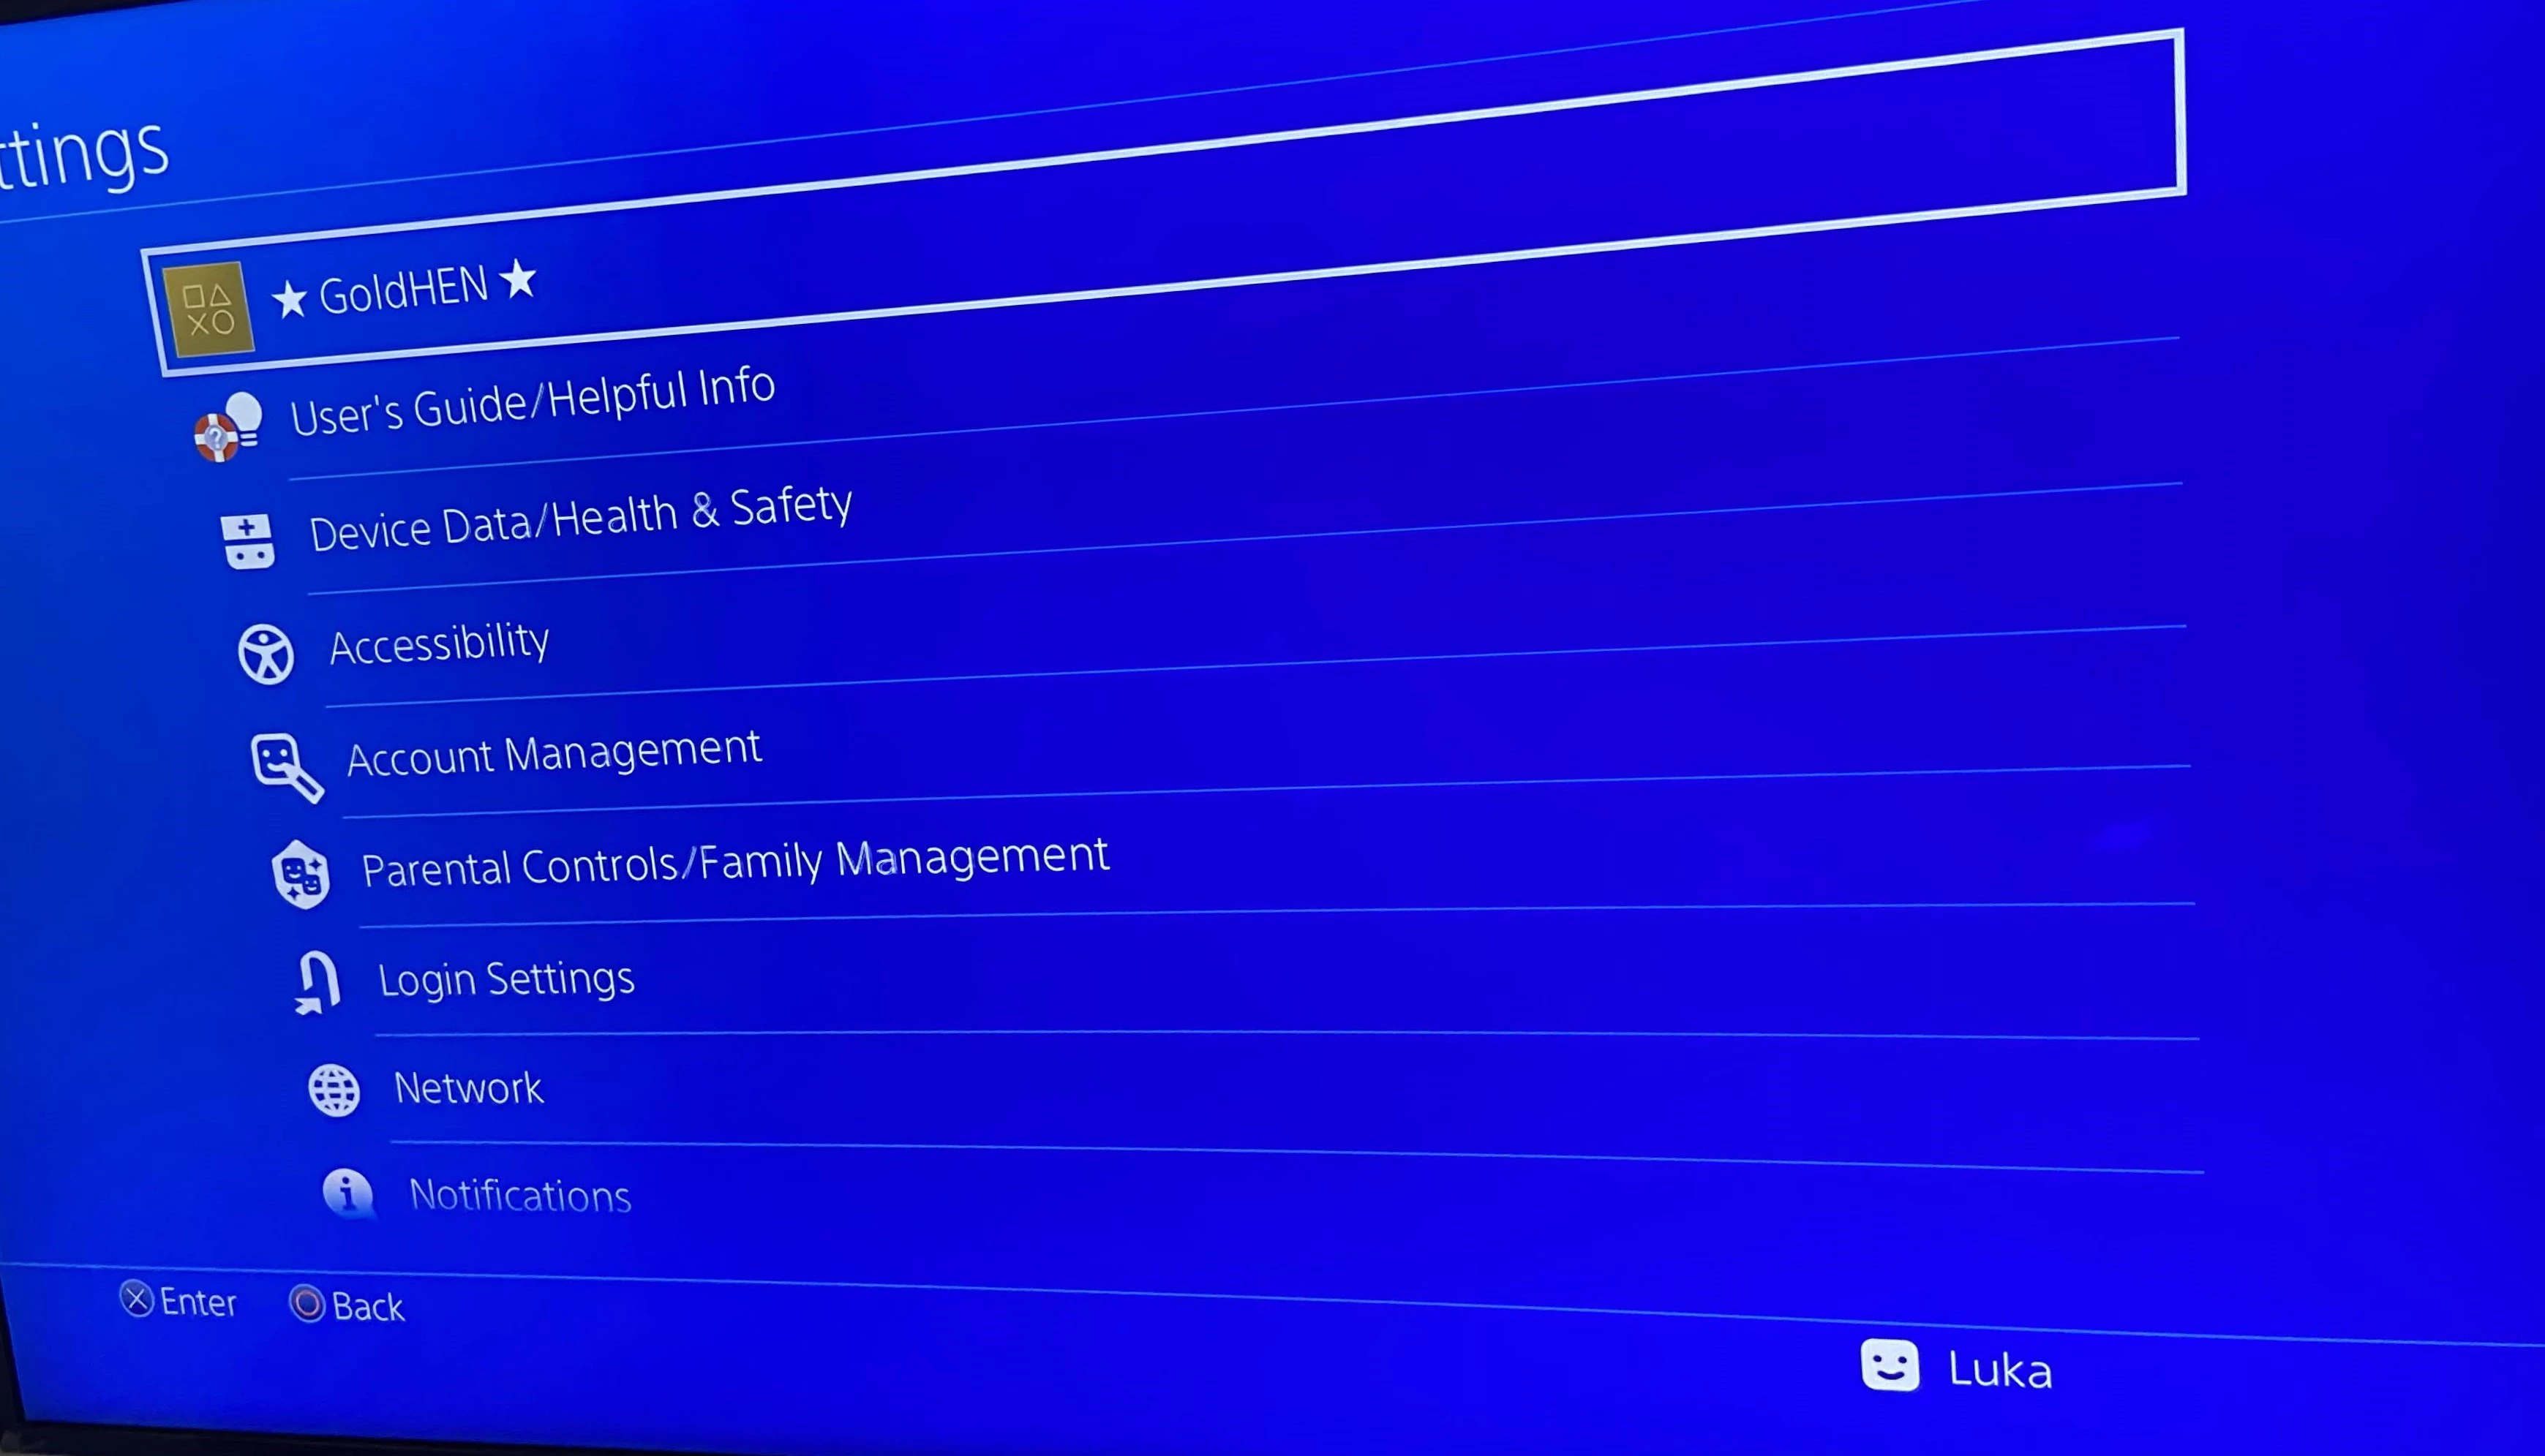 ttings
★ GoldHEN ★
User's Guide/Helpful Info
Device Data/Health & Safety
Accessibility
Account Management
Parental Controls/Family Management
Login Settings
Network
Notifications
Enter Back
Luka